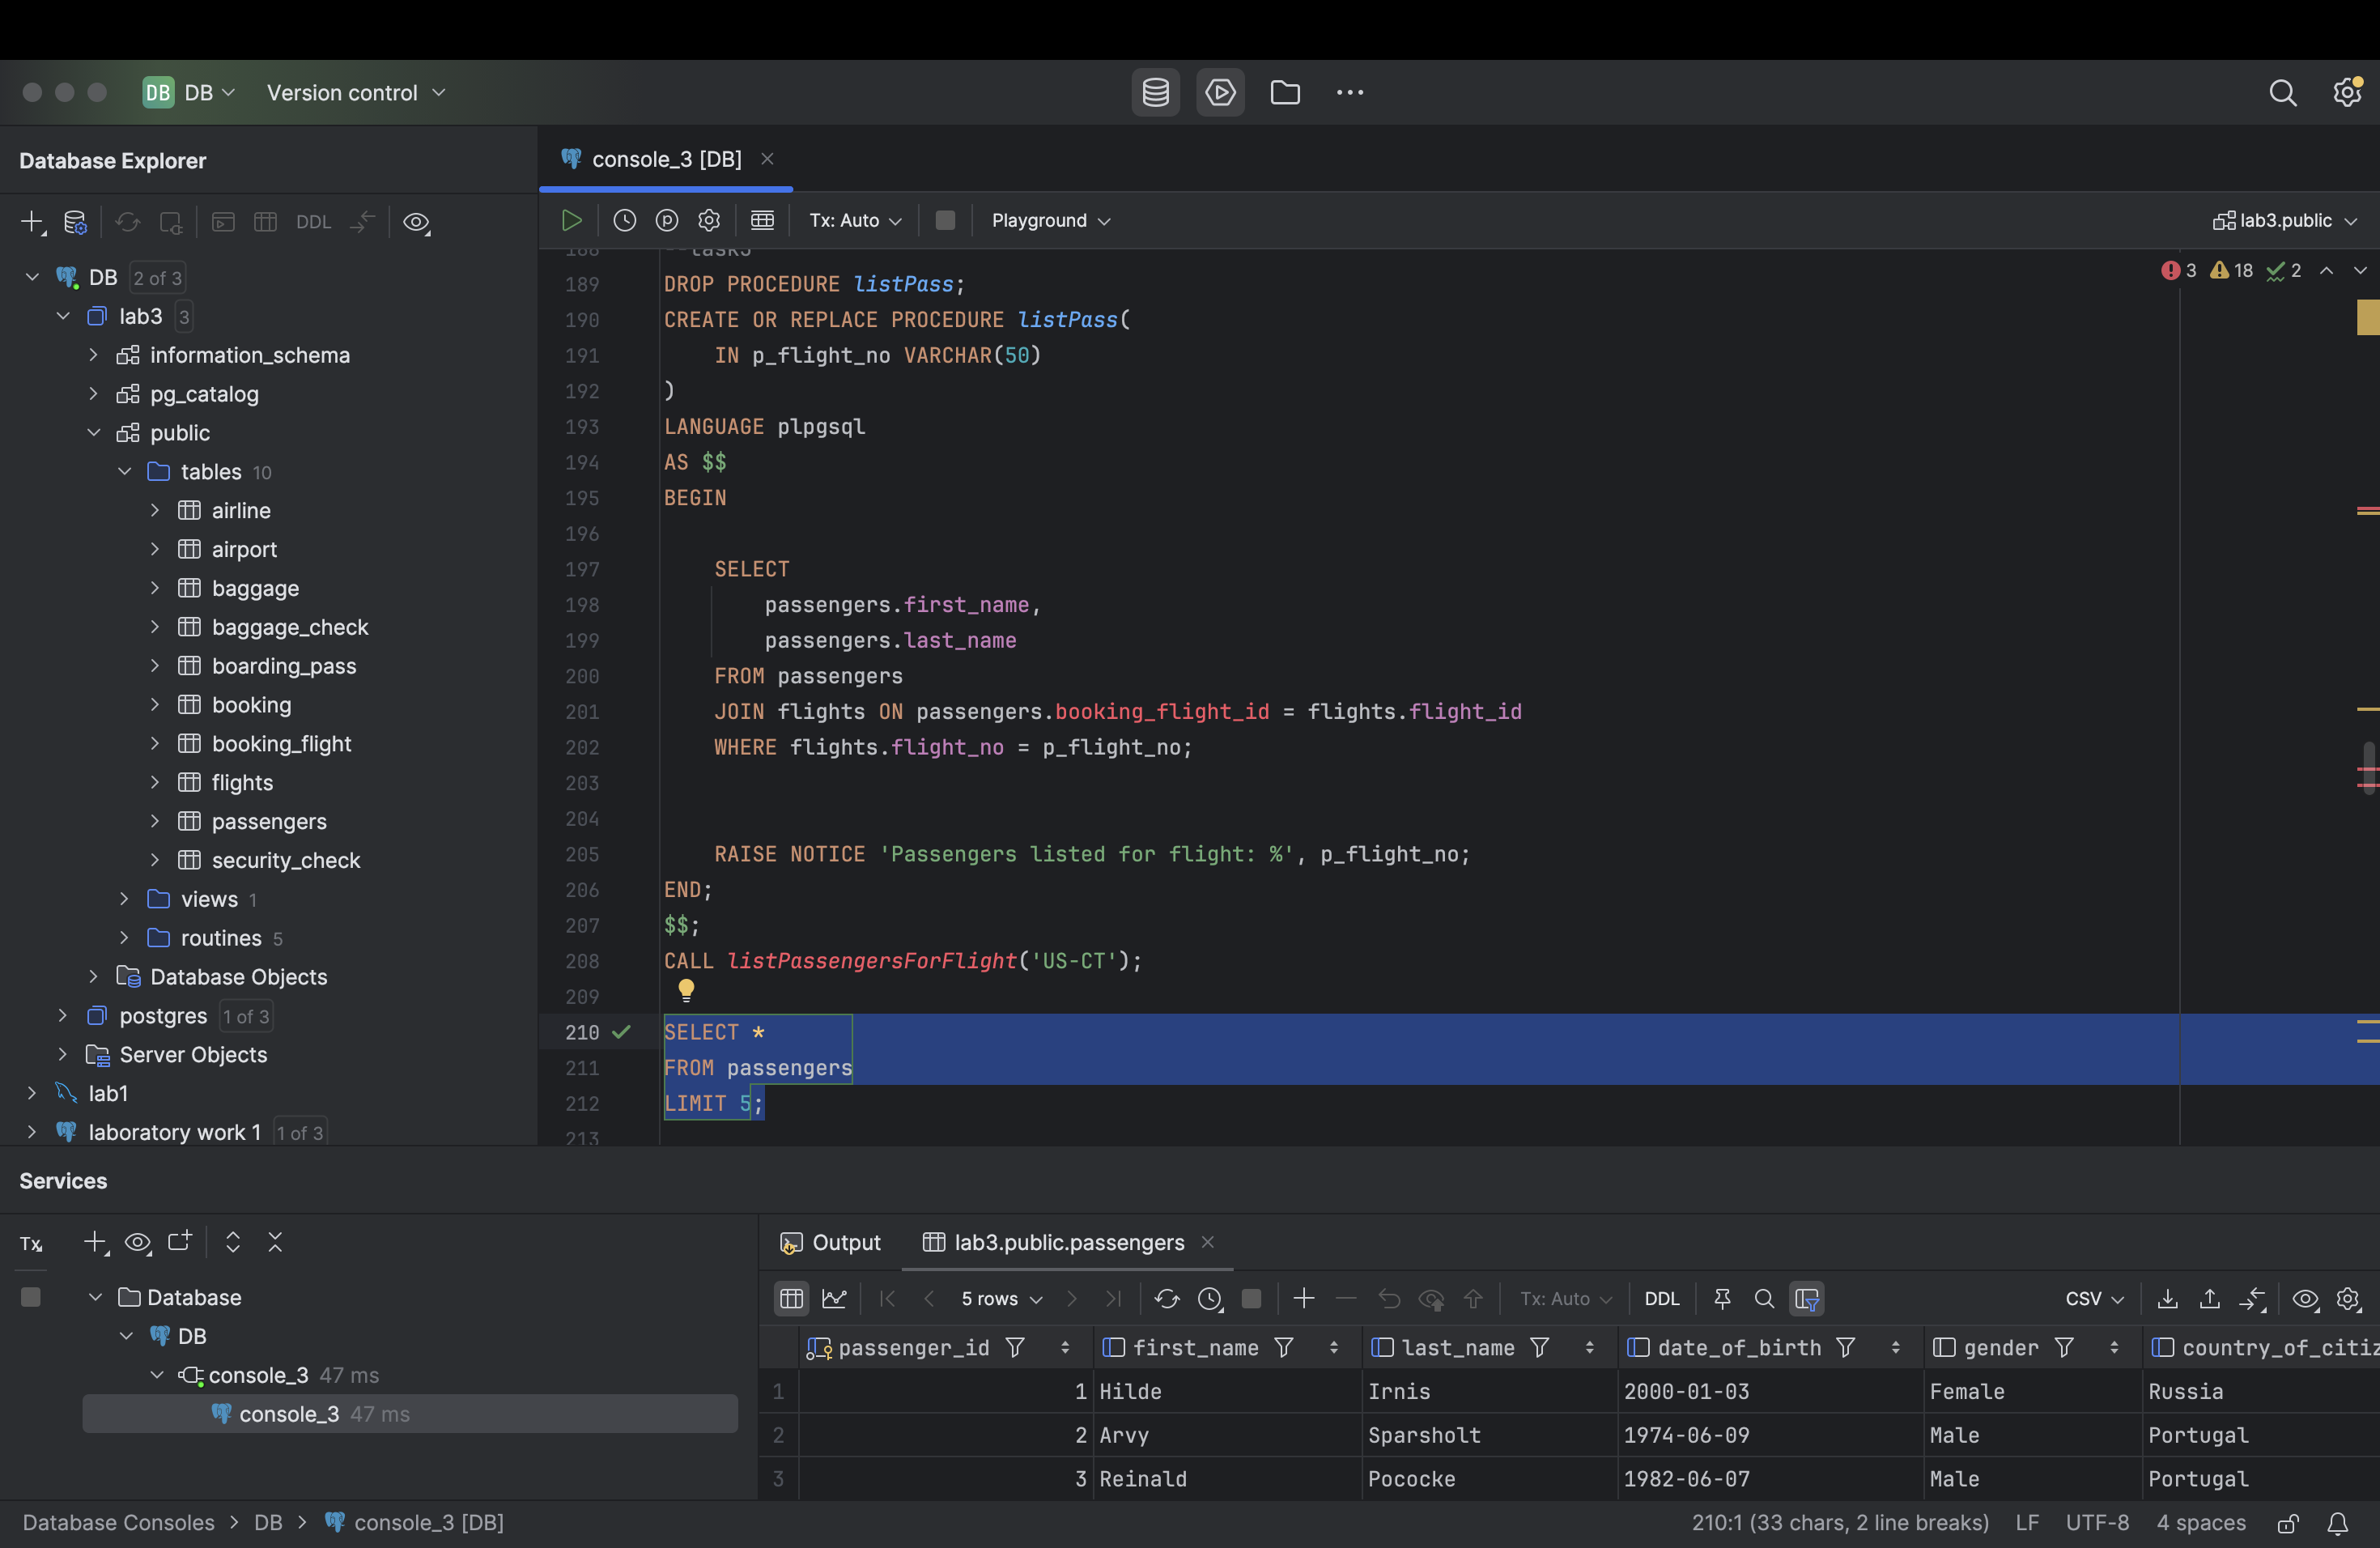 DB DB Version control
Database Explorer
console_3 [DB]
DDL
Tx: Auto Playground lab3.public
DB 2 of 3
lab3 3
information_schema
pg_catalog
public
tables 10
airline
airport
baggage
baggage_check
boarding_pass
booking
booking_flight
flights
passengers
security_check
views 1
routines 5
Database Objects
postgres 1 of 3
Server Objects
lab1
laboratory work 1 1 of 3
3 18 2
188 --task3
189 DROP PROCEDURE listPass;
190 CREATE OR REPLACE PROCEDURE listPass(
191 IN p_flight_no VARCHAR(50)
192 )
193 LANGUAGE plpgsql
194 AS $$
195 BEGIN
196
197 SELECT
198 passengers.first_name,
199 passengers.last_name
200 FROM passengers
201 JOIN flights ON passengers.booking_flight_id = flights.flight_id
202 WHERE flights.flight_no = p_flight_no;
203
204
205 RAISE NOTICE 'Passengers listed for flight: %', p_flight_no;
206 END;
207 $$;
208 CALL listPassengersForFlight('US-CT');
209
210 SELECT *
211 FROM passengers
212 LIMIT 5;
213
Services
Tx
Database
DB
console_3 47 ms
console_3 47 ms
Output lab3.public.passengers
5 rows Tx: Auto DDL CSV
passenger_id first_name last_name date_of_birth gender country_of_citiz
1 1 Hilde Irnis 2000-01-03 Female Russia
2 2 Arvy Sparsholt 1974-06-09 Male Portugal
3 3 Reinald Pococke 1982-06-07 Male Portugal
Database Consoles > DB > console_3 [DB] 210:1 (33 chars, 2 line breaks) LF UTF-8 4 spaces